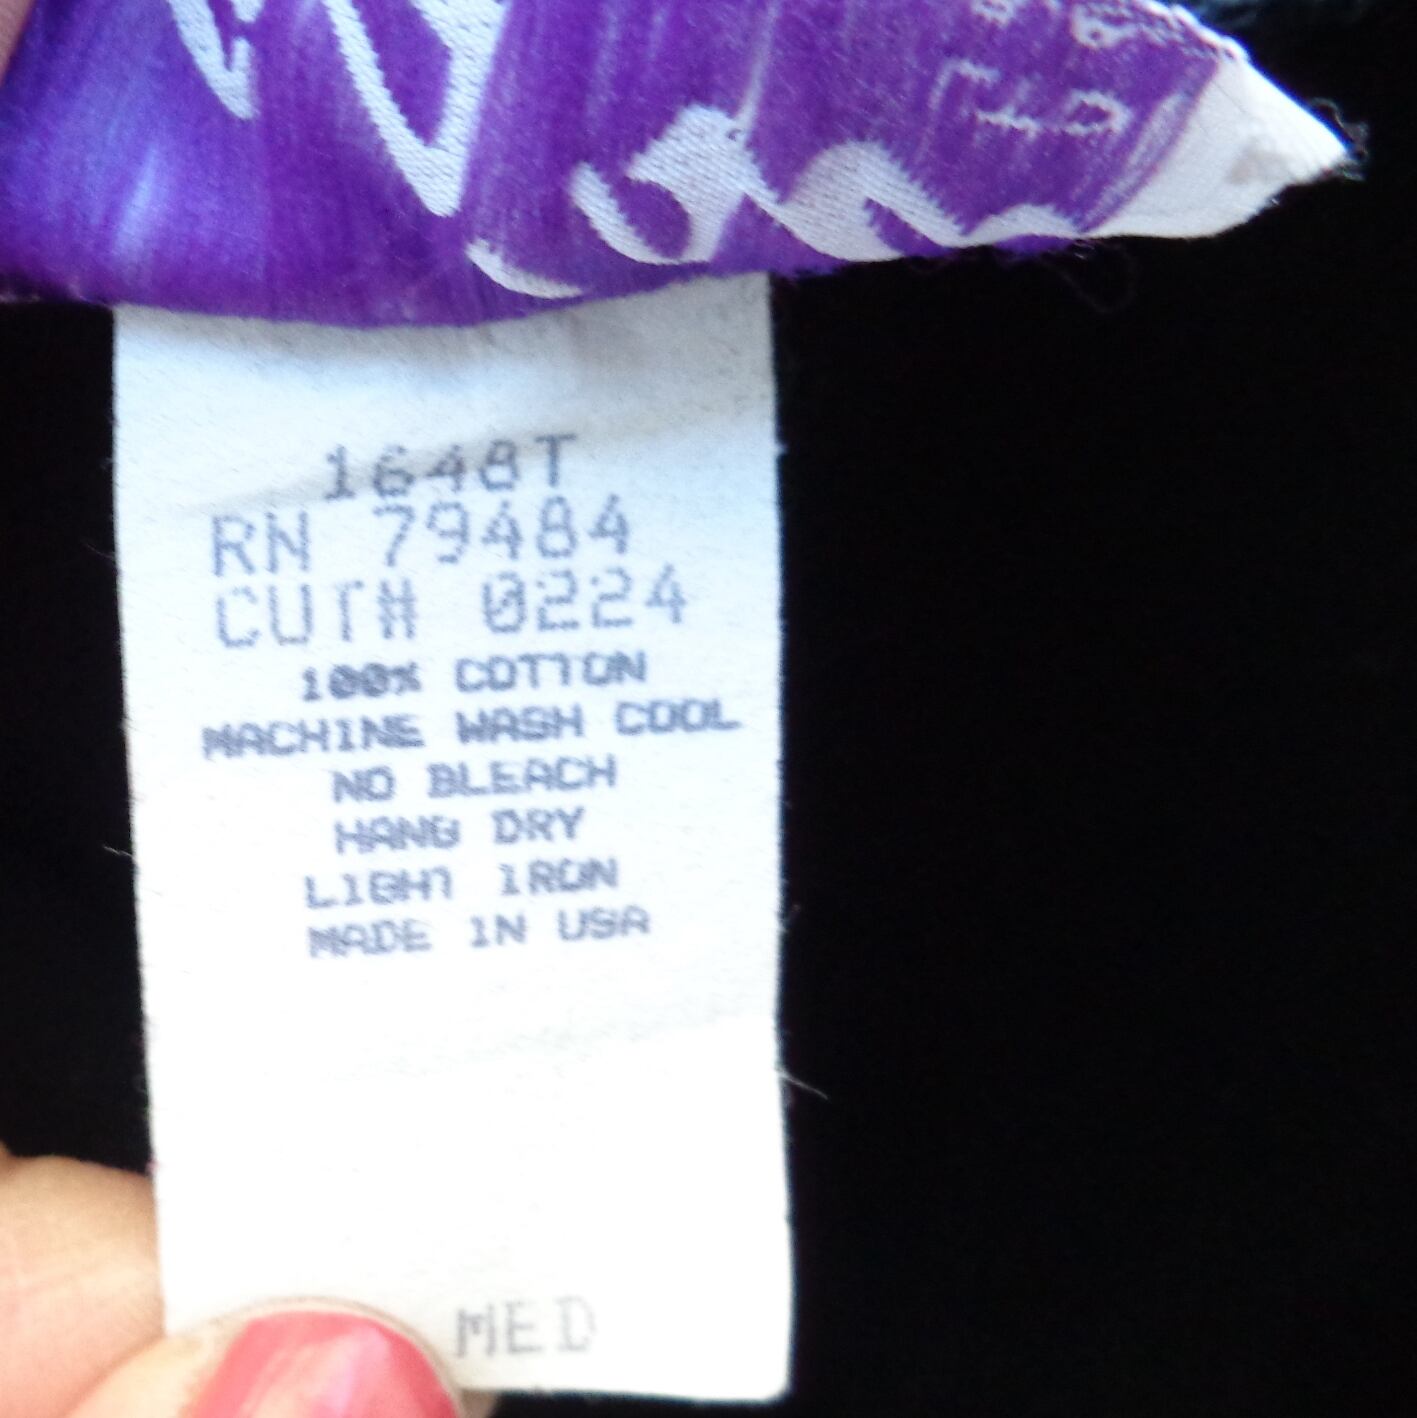 1648T
RN 79484
CUT# 0224
100% COTTON
MACHINE WASH COOL
NO BLEACH
HANG DRY
LIGHT IRON
MADE IN USA
MED